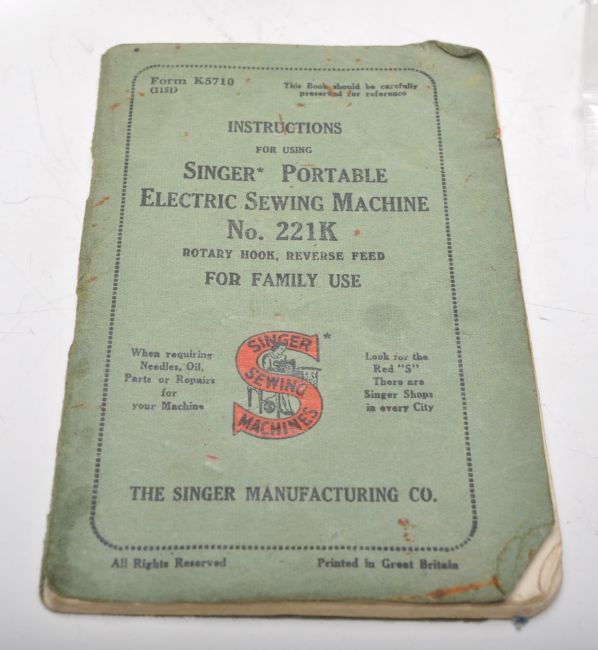 Form K5710
(1151)
This Book should be carefully
preserved for reference
INSTRUCTIONS
FOR USING
SINGER* PORTABLE
ELECTRIC SEWING MACHINE
No. 221K
ROTARY HOOK, REVERSE FEED
FOR FAMILY USE
When requiring
Needles, Oil,
Parts or Repairs
for
your Machine
SINGER *
SEWING
MACHINES
Look for the
Red "S"
There are
Singer Shops
in every City
THE SINGER MANUFACTURING CO.
All Rights Reserved
Printed in Great Britain